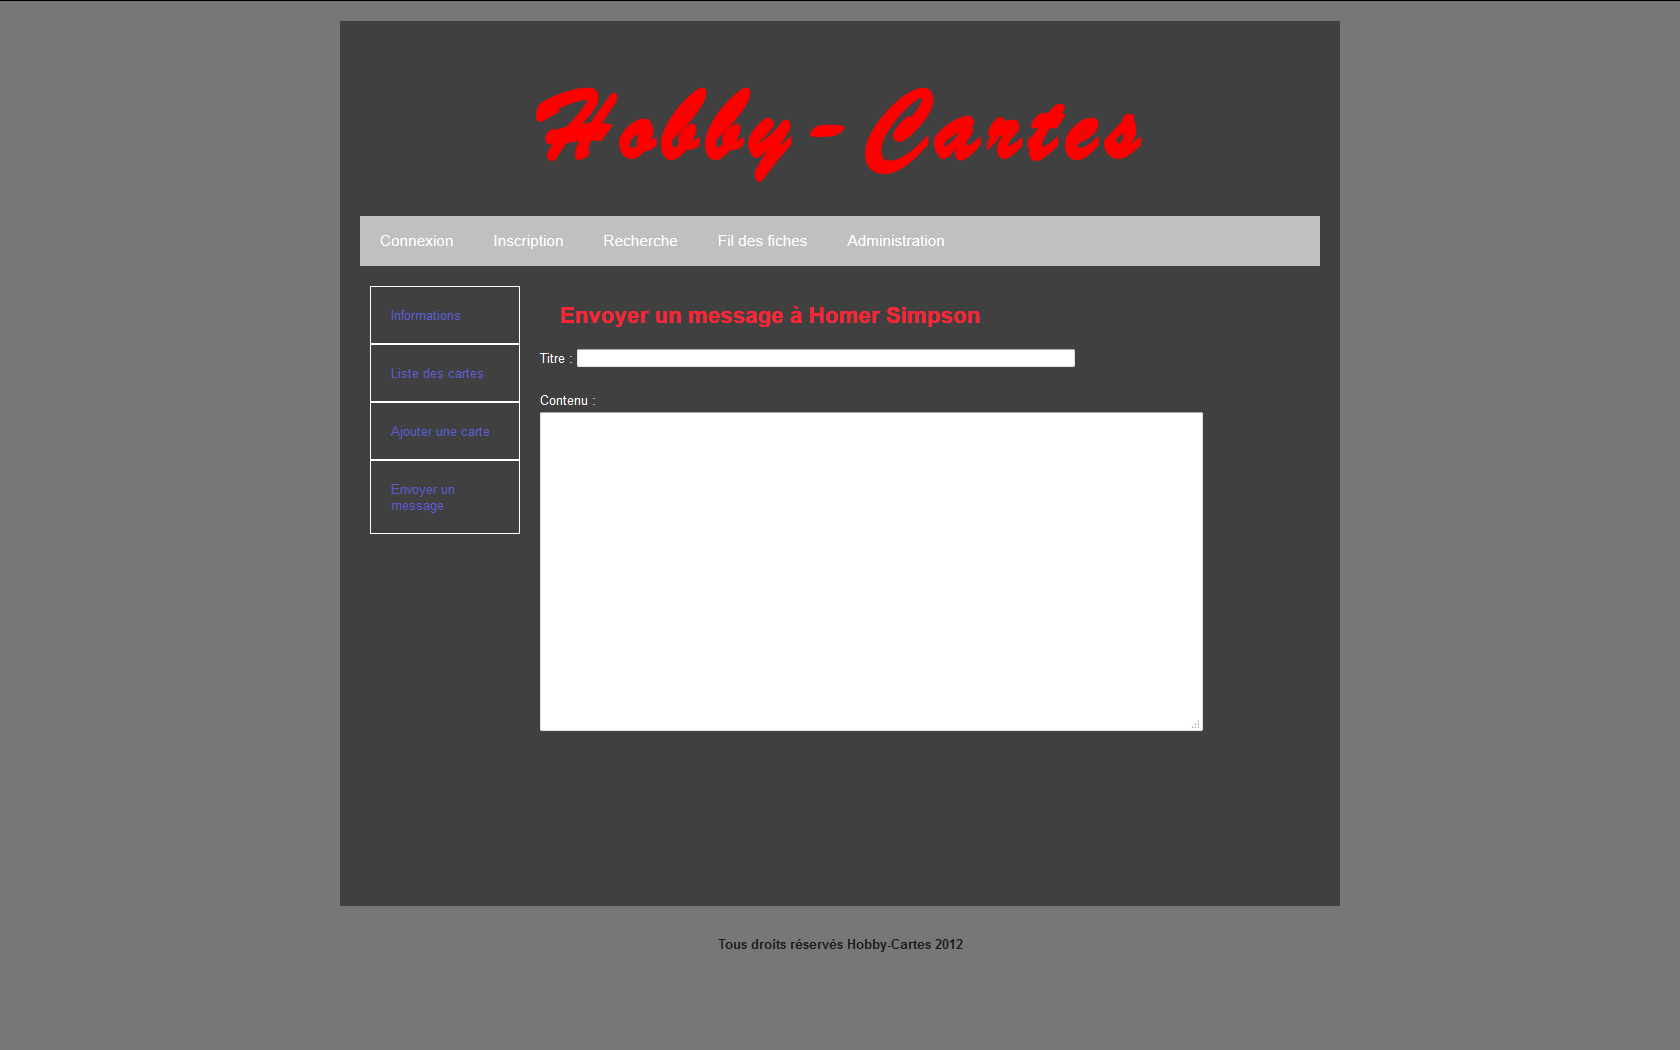 Hobby-Cartes
Connexion Inscription Recherche Fil des fiches Administration
Informations
Liste des cartes
Ajouter une carte
Envoyer un
message
Envoyer un message à Homer Simpson
Titre :
Contenu :
Tous droits réservés Hobby-Cartes 2012